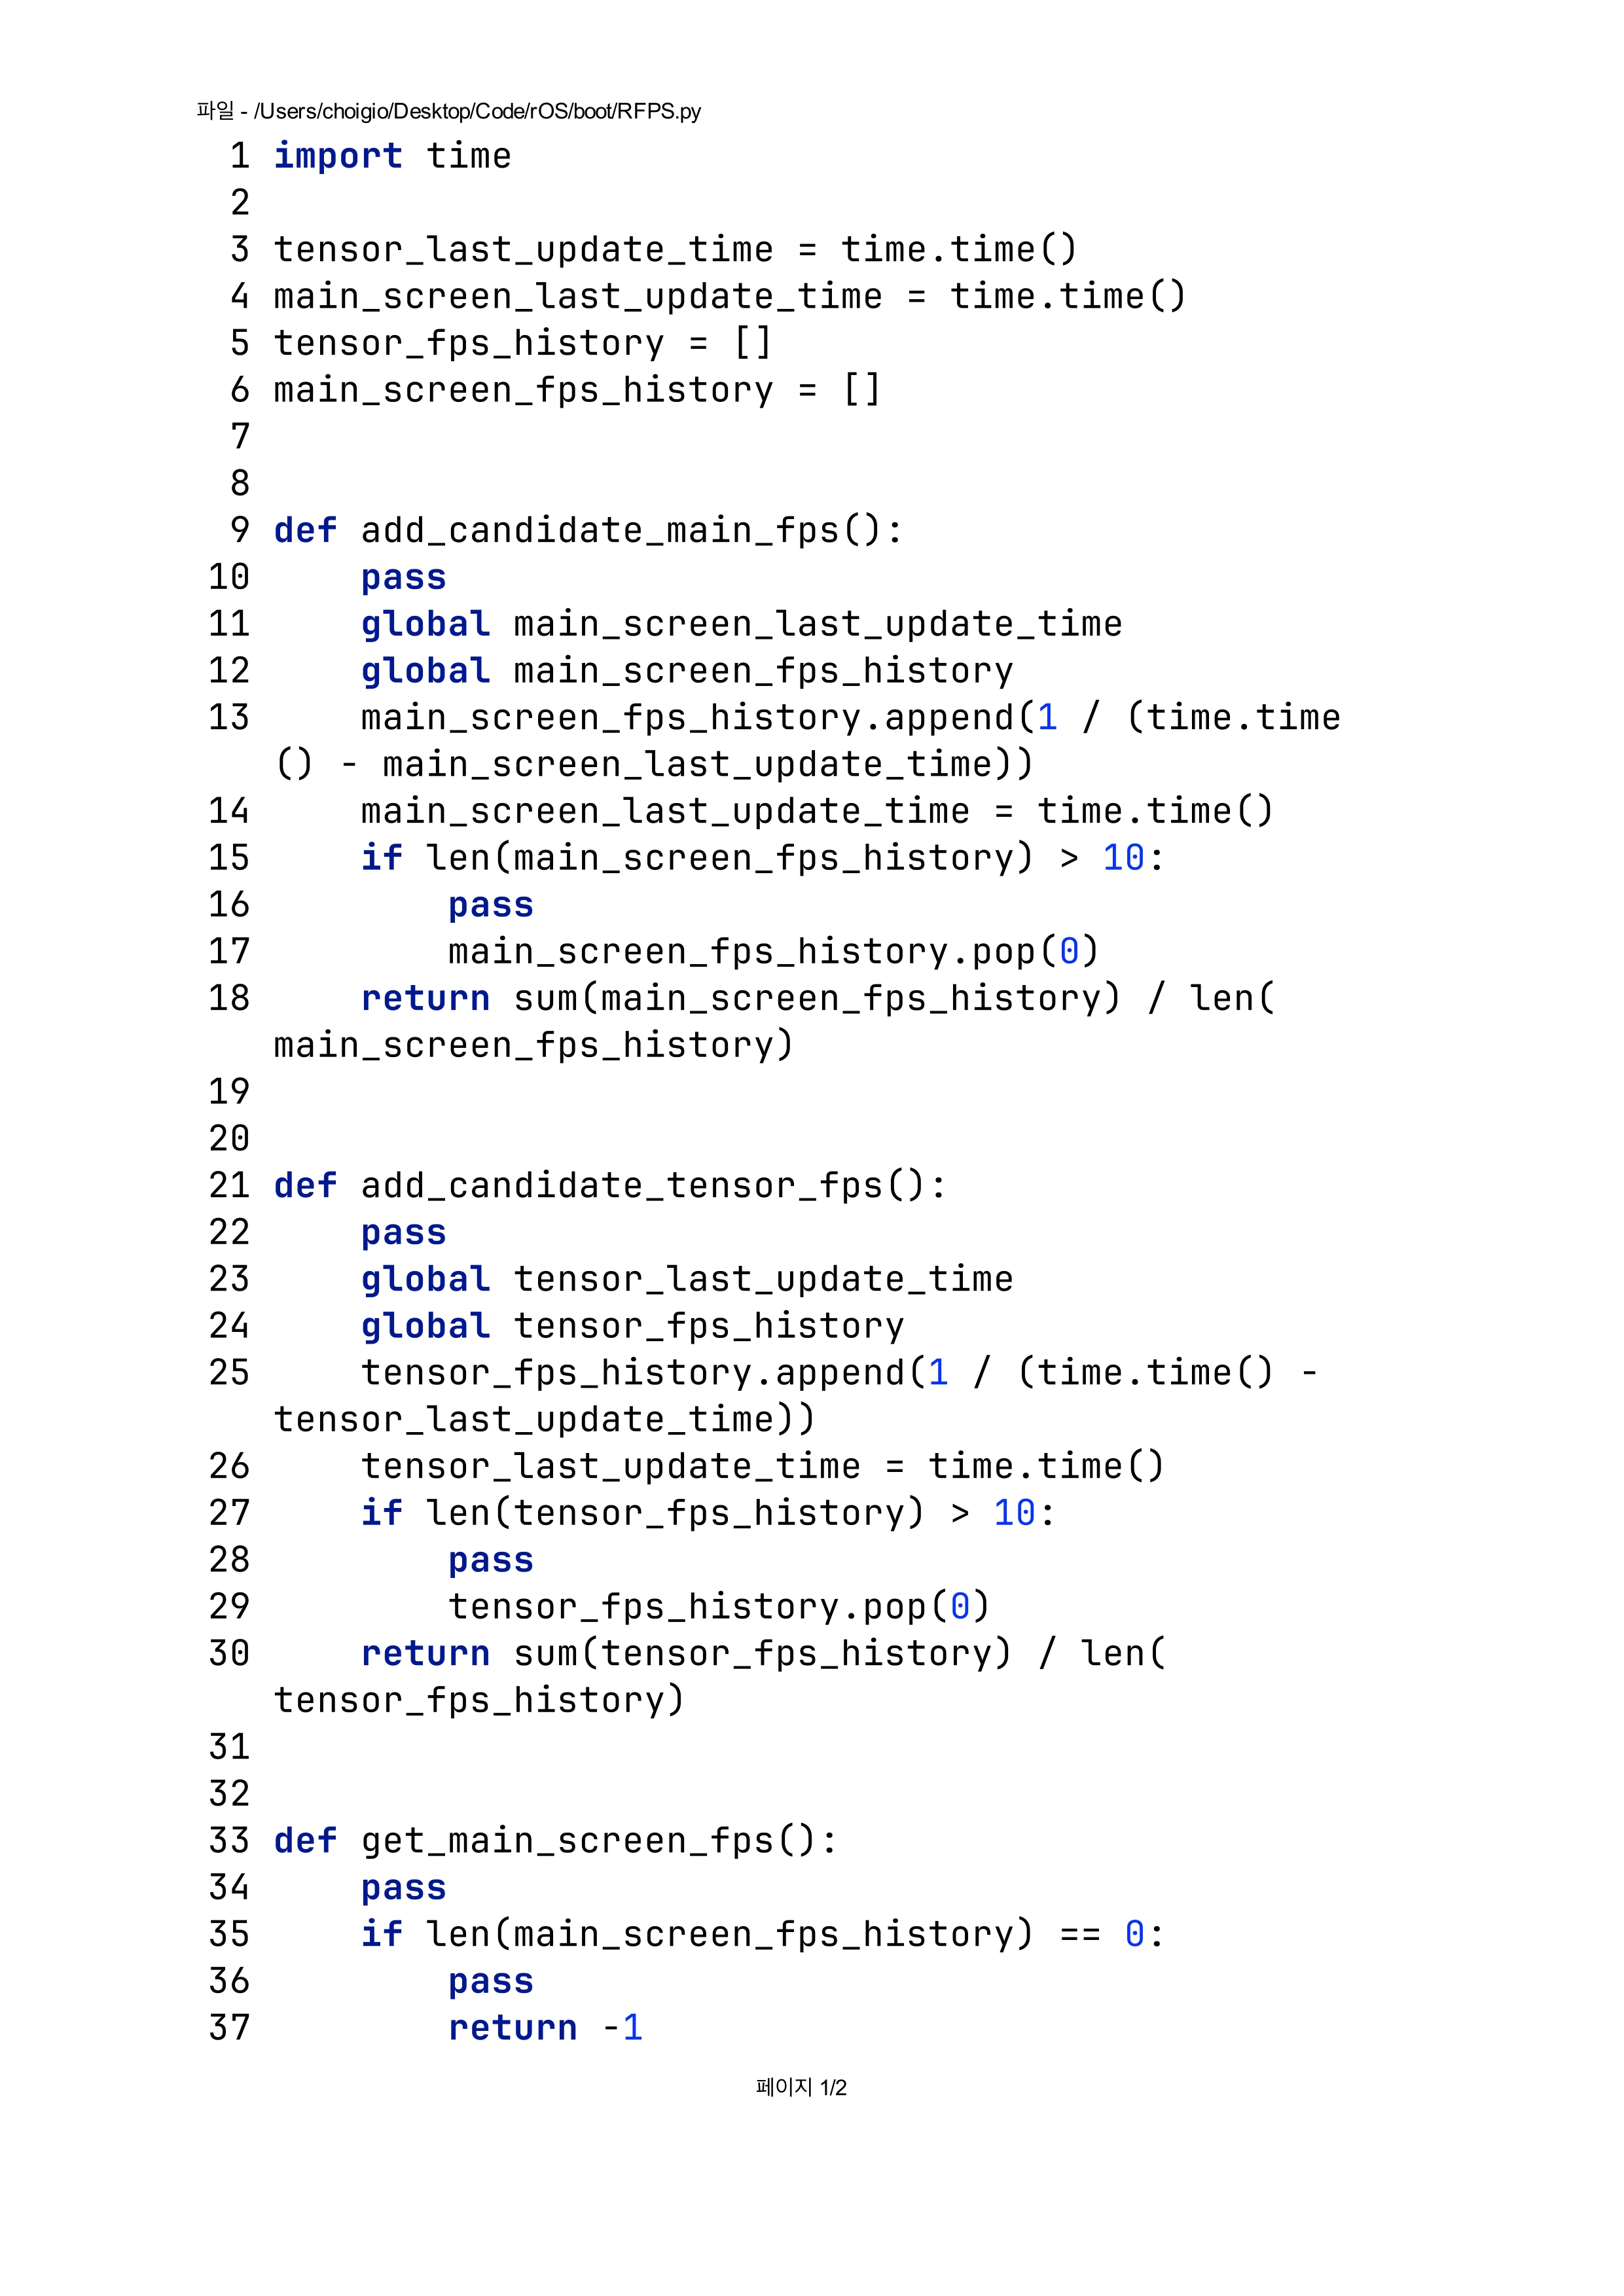 파일 - /Users/choigio/Desktop/Code/rOS/boot/RFPS.py
1 import time
2
3 tensor_last_update_time = time.time()
4 main_screen_last_update_time = time.time()
5 tensor_fps_history = []
6 main_screen_fps_history = []
7
8
9 def add_candidate_main_fps():
10     pass
11     global main_screen_last_update_time
12     global main_screen_fps_history
13     main_screen_fps_history.append(1 / (time.time
() - main_screen_last_update_time))
14     main_screen_last_update_time = time.time()
15     if len(main_screen_fps_history) > 10:
16         pass
17         main_screen_fps_history.pop(0)
18     return sum(main_screen_fps_history) / len(
main_screen_fps_history)
19
20
21 def add_candidate_tensor_fps():
22     pass
23     global tensor_last_update_time
24     global tensor_fps_history
25     tensor_fps_history.append(1 / (time.time() -
tensor_last_update_time))
26     tensor_last_update_time = time.time()
27     if len(tensor_fps_history) > 10:
28         pass
29         tensor_fps_history.pop(0)
30     return sum(tensor_fps_history) / len(
tensor_fps_history)
31
32
33 def get_main_screen_fps():
34     pass
35     if len(main_screen_fps_history) == 0:
36         pass
37         return -1
페이지 1/2